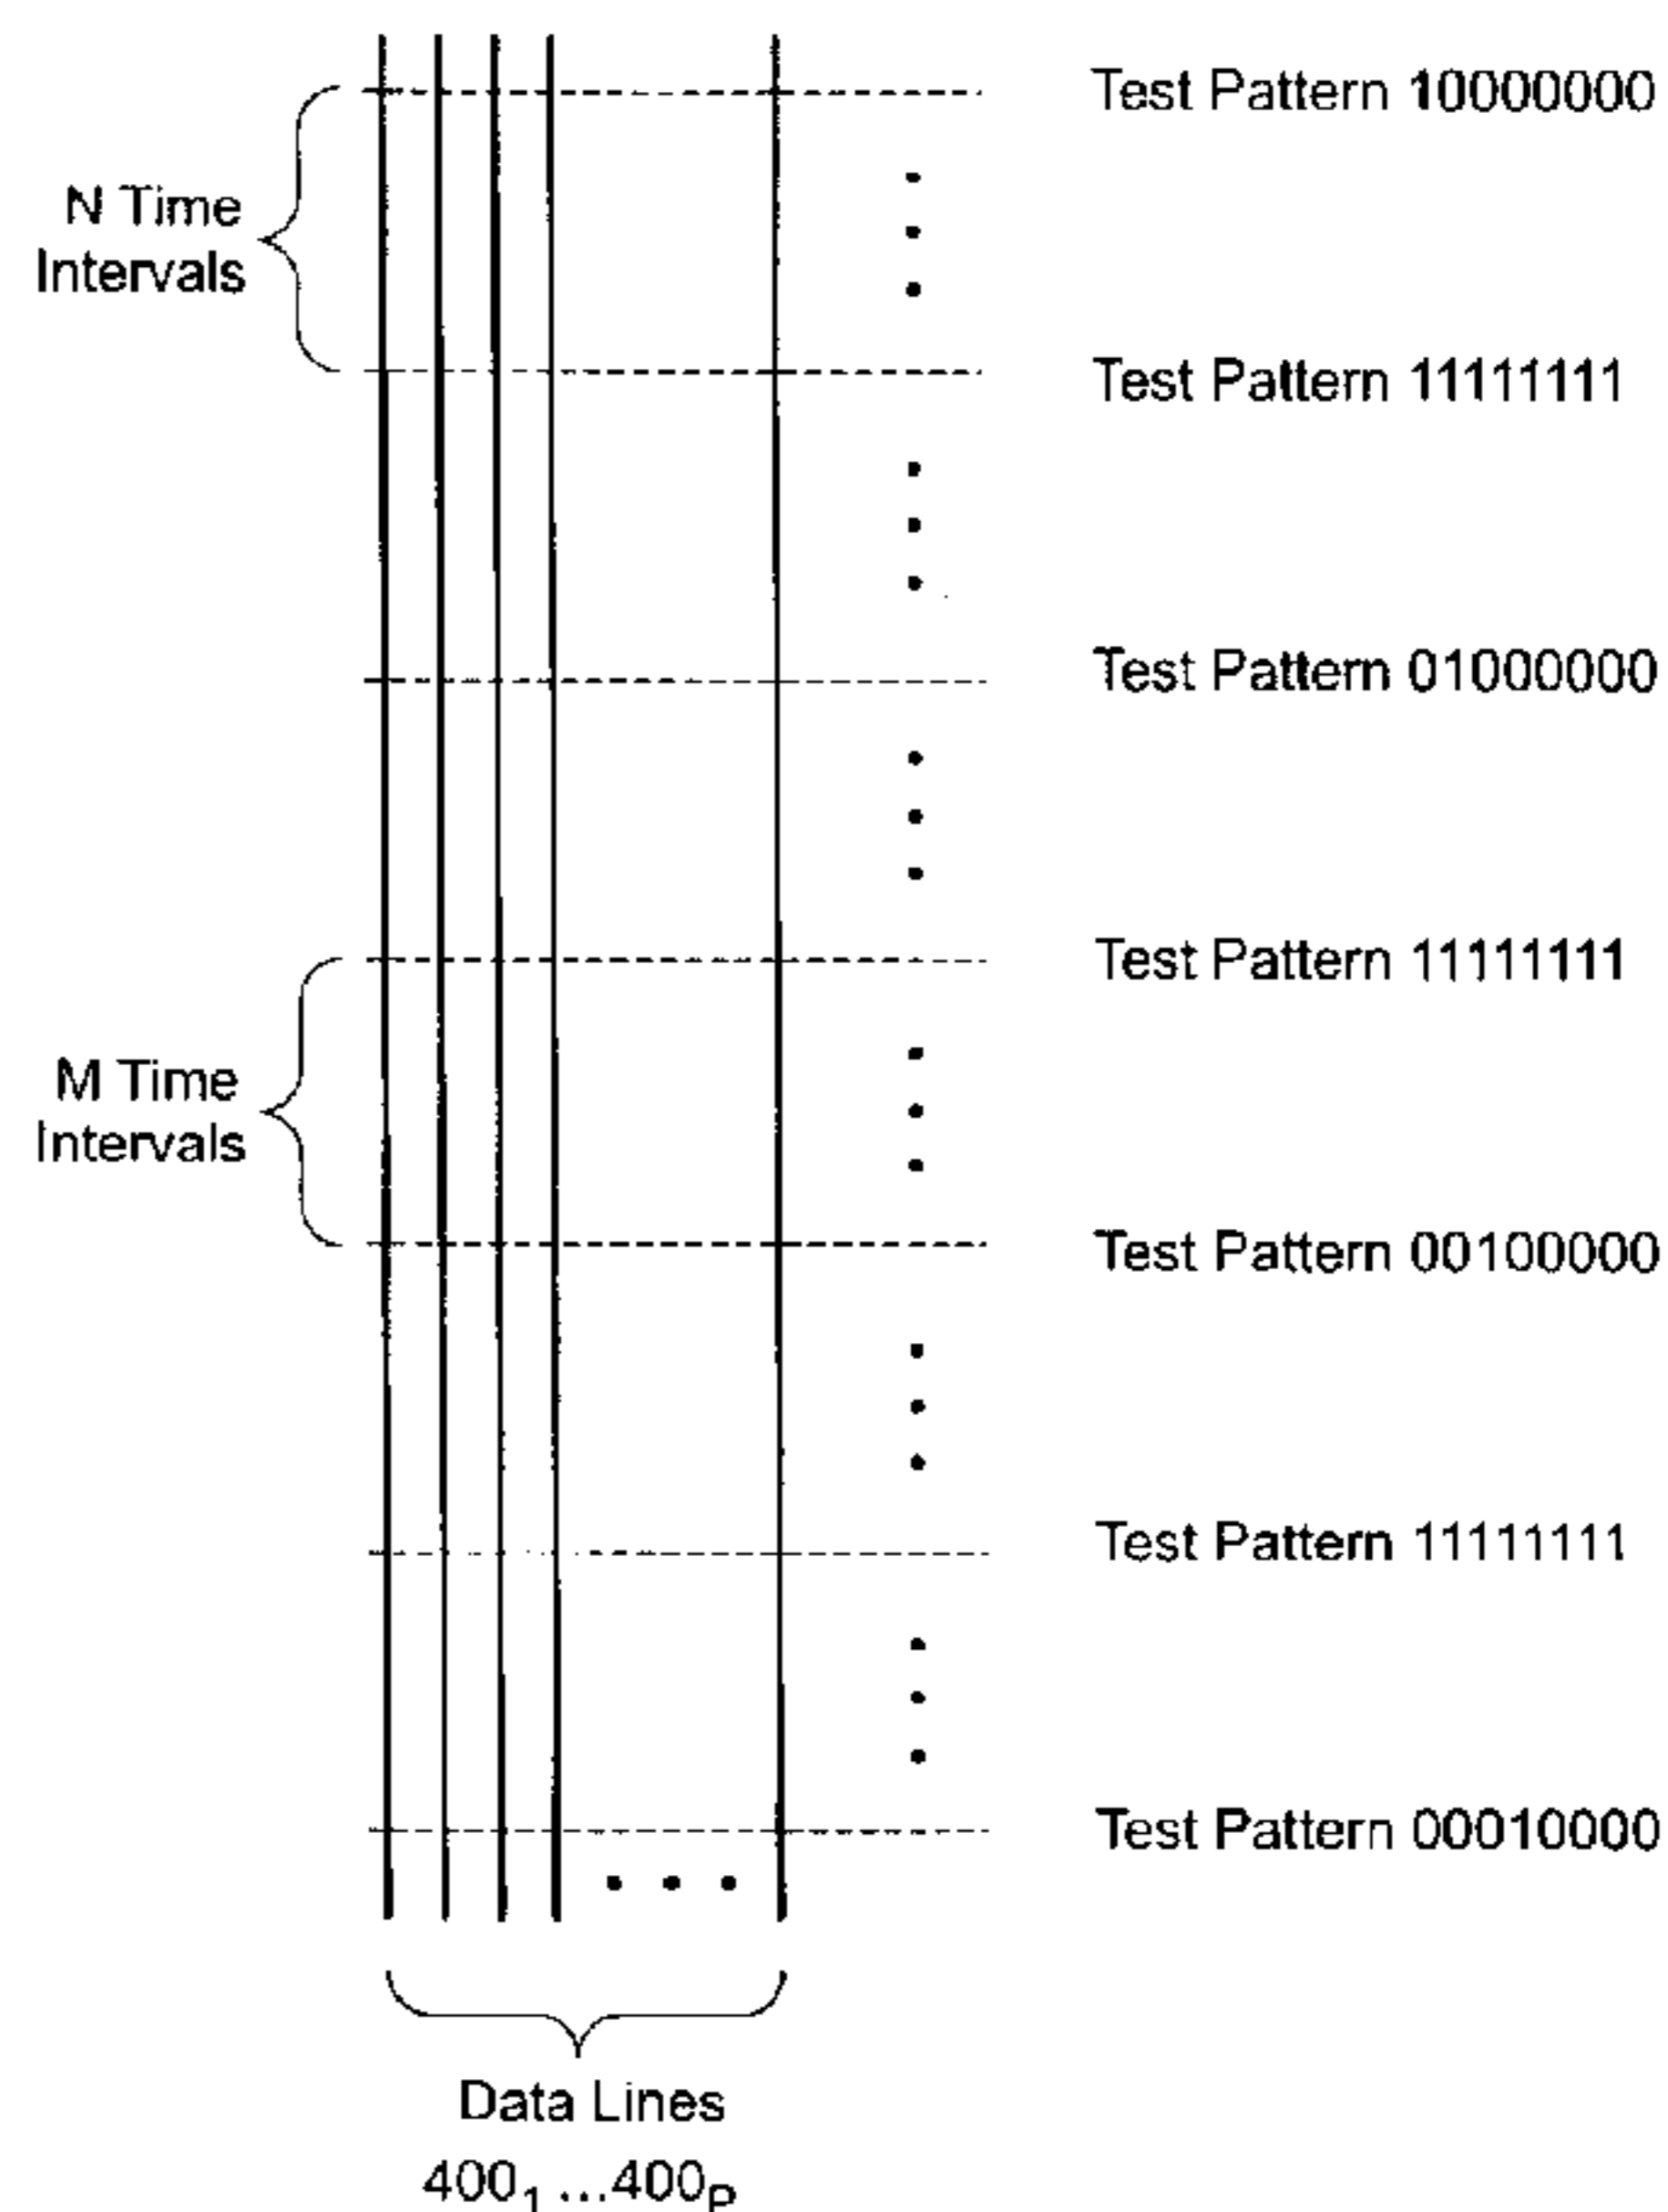 Test Pattern 10000000
N Time
Intervals
Test Pattern 11111111
Test Pattern 01000000
Test Pattern 11111111
M Time
Intervals
Test Pattern 00100000
Test Pattern 11111111
Test Pattern 00010000
Data Lines
400₁ ...400ₚ